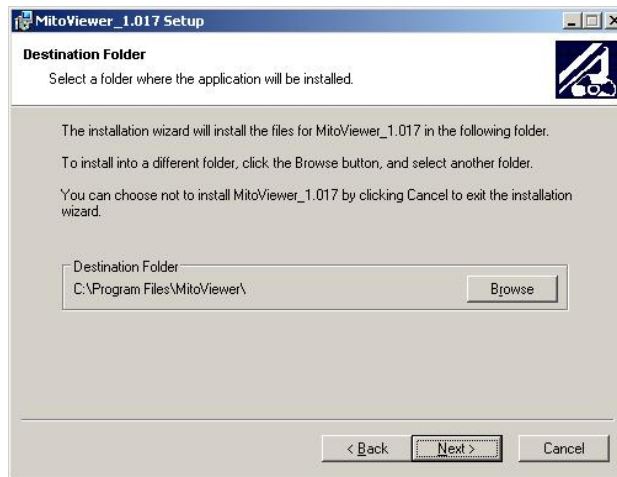 MitoViewer_1.017 Setup
Destination Folder
Select a folder where the application will be installed.
The installation wizard will install the files for MitoViewer_1.017 in the following folder.
To install into a different folder, click the Browse button, and select another folder.
You can choose not to install MitoViewer_1.017 by clicking Cancel to exit the installation
wizard.
Destination Folder
C:\Program Files\MitoViewer\
Browse
< Back
Next >
Cancel